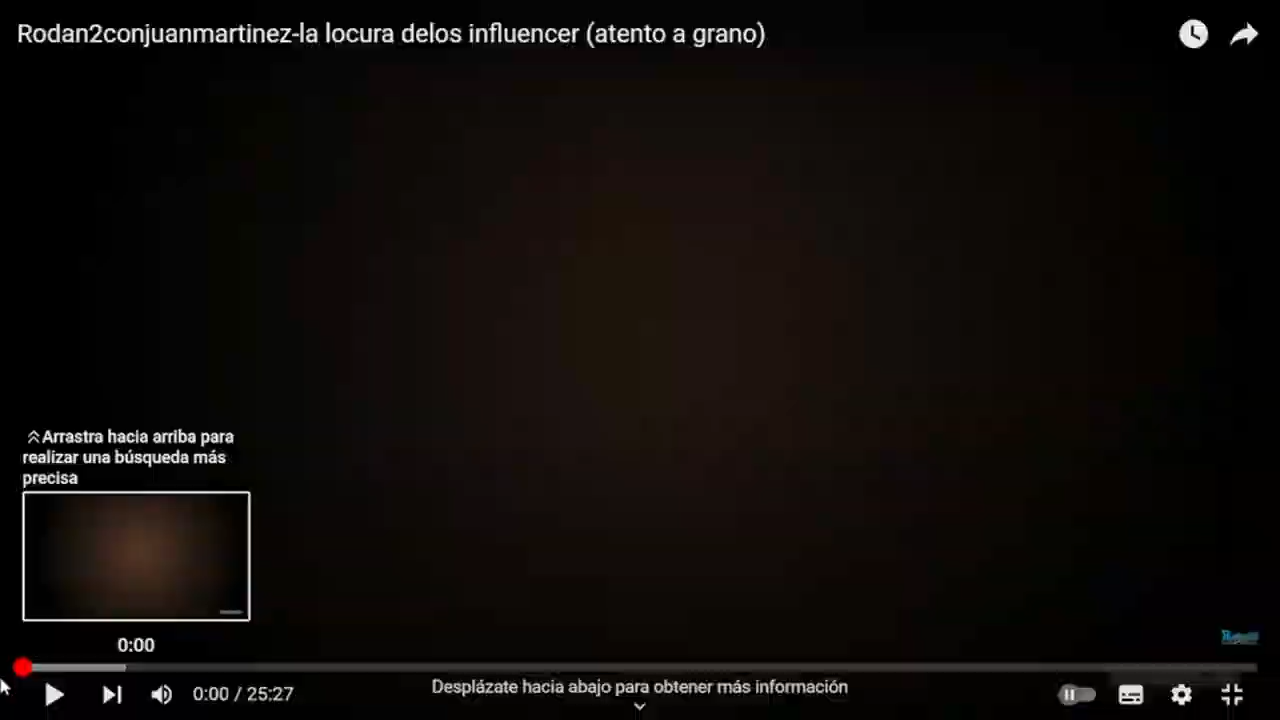 Rodan2conjuanmartinez-la locura delos influencer (atento a grano)
Arrastra hacia arriba para
realizar una búsqueda más
precisa
0:00
0:00 / 25:27
Desplázate hacia abajo para obtener más información